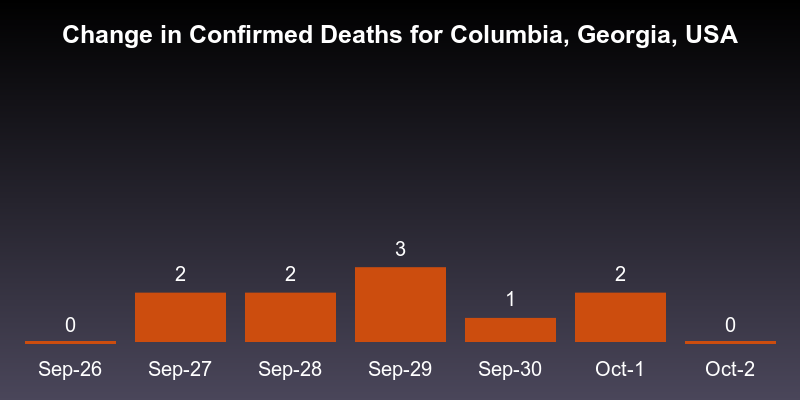 Change in Confirmed Deaths for Columbia, Georgia, USA
3
2 2 2
1
0 0
Sep-26 Sep-27 Sep-28 Sep-29 Sep-30 Oct-1 Oct-2